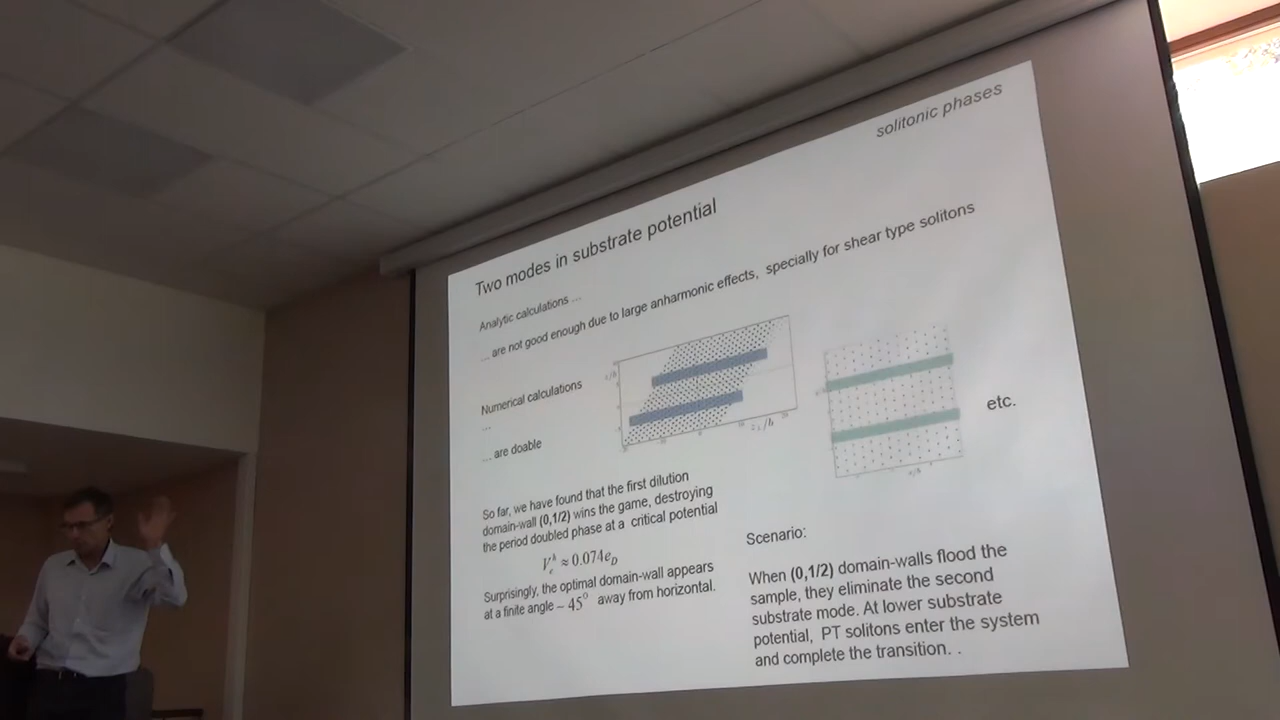 solitonic phases
Two modes in substrate potential
Analytic calculations ...
... are not good enough due to large anharmonic effects, specially for shear type solitons
Numerical calculations
...
... are doable
etc.
So far, we have found that the first dilution
domain-wall (0,1/2) wins the game, destroying
the period doubled phase at a critical potential
≈ 0.074e_D
Surprisingly, the optimal domain-wall appears
at a finite angle ~ 45° away from horizontal.
Scenario:
When (0,1/2) domain-walls flood the
sample, they eliminate the second
substrate mode. At lower substrate
potential, PT solitons enter the system
and complete the transition. .